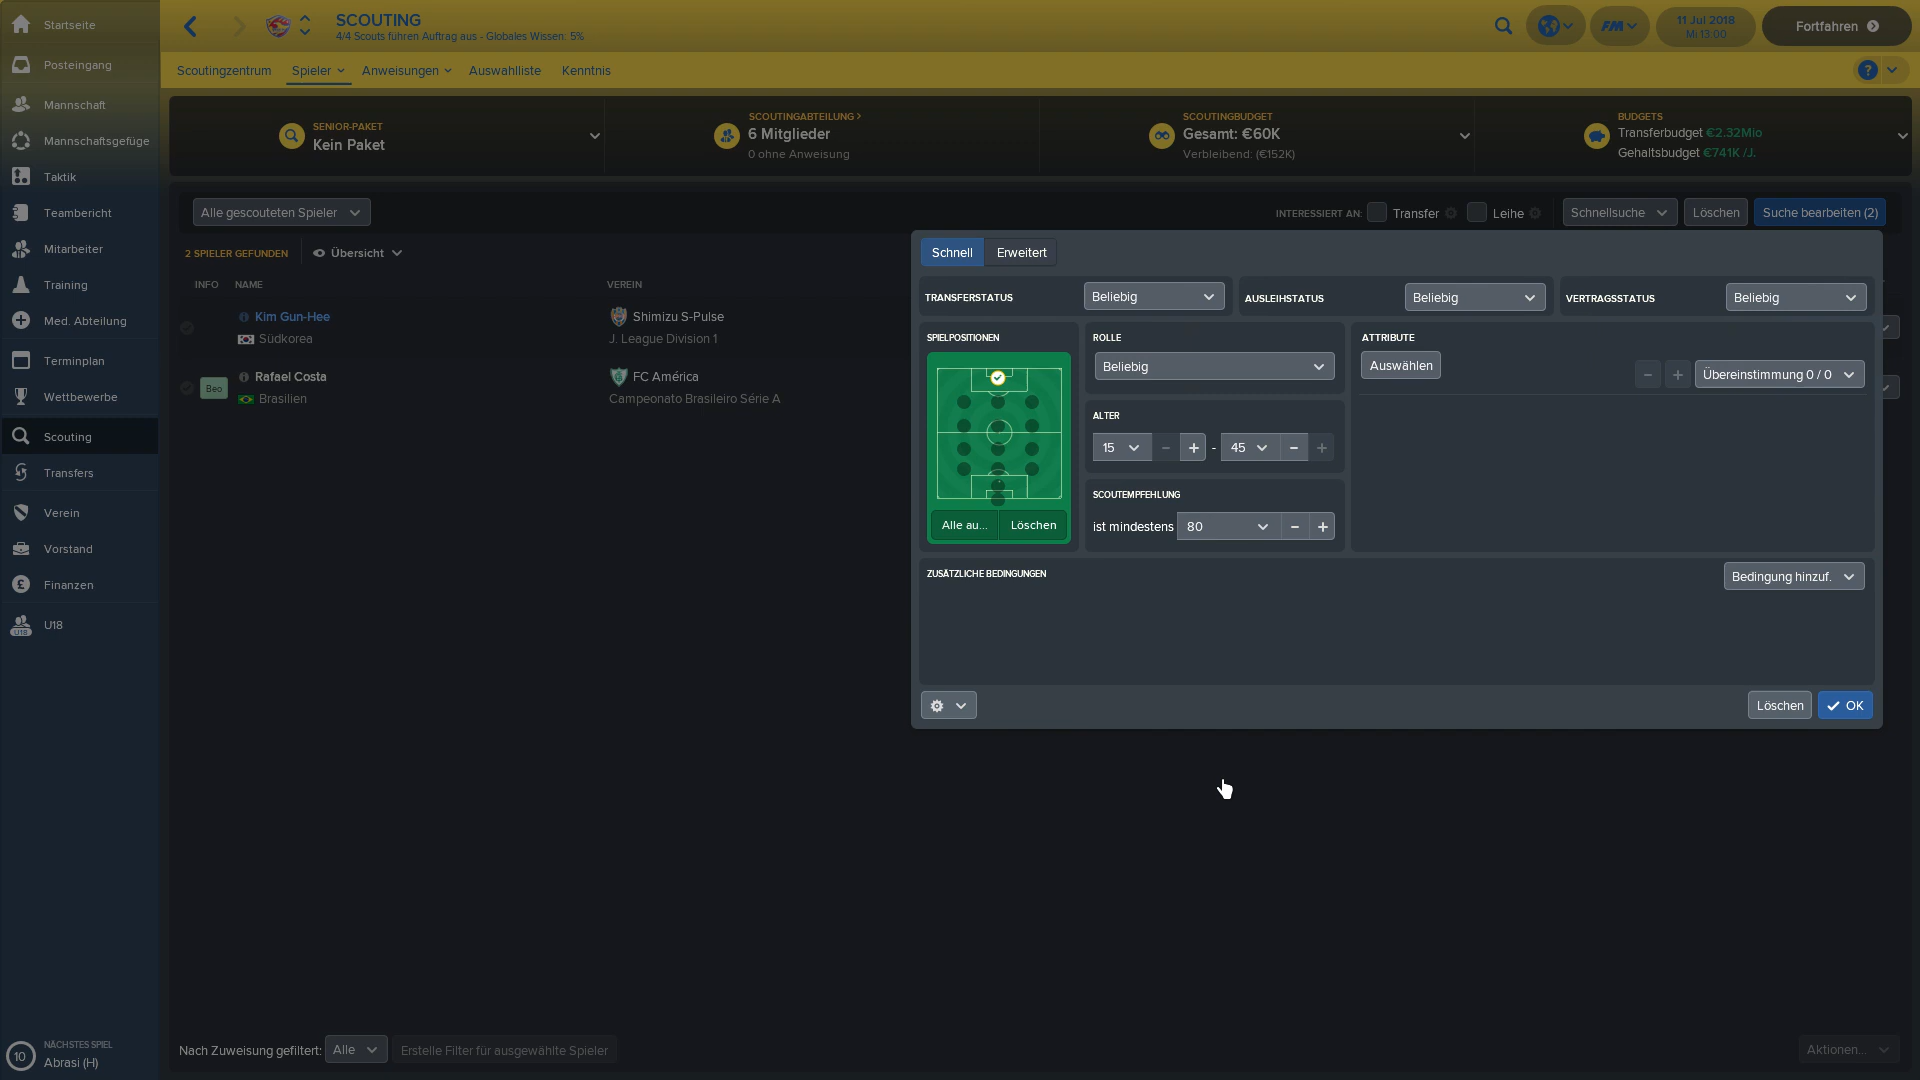 Startseite
Posteingang
Mannschaft
Mannschaftsgefüge
Taktik
Teambericht
Mitarbeiter
Training
Med. Abteilung
Terminplan
Wettbewerbe
Scouting
Transfers
Verein
Vorstand
Finanzen
U18
U18
10
NÄCHSTES SPIEL
Abrasi (H)
SCOUTING
4/4 Scouts führen Auftrag aus - Globales Wissen: 5%
FM
11 Jul 2018
Mi 13:00
Fortfahren
Scoutingzentrum
Spieler
Anweisungen
Auswahlliste
Kenntnis
?
SENIOR-PAKET
Kein Paket
SCOUTINGABTEILUNG >
6 Mitglieder
0 ohne Anweisung
SCOUTINGBUDGET
Gesamt: €60K
Verbleibend: (€152K)
BUDGETS
Transferbudget €2.32Mio
Gehaltsbudget €741K /J.
Alle gescouteten Spieler
INTERESSIERT AN:
Transfer
Leihe
Schnellsuche
Löschen
Suche bearbeiten (2)
2 SPIELER GEFUNDEN
Übersicht
INFO
NAME
VEREIN
Kim Gun-Hee
Südkorea
Shimizu S-Pulse
J. League Division 1
Beo
Rafael Costa
Brasilien
FC América
Campeonato Brasileiro Série A
Schnell
Erweitert
TRANSFERSTATUS
Beliebig
AUSLEIHSTATUS
Beliebig
VERTRAGSSTATUS
Beliebig
SPIELPOSITIONEN
Alle au...
Löschen
ROLLE
Beliebig
ALTER
15
-
45
SCOUTEMPFEHLUNG
ist mindestens
80
ATTRIBUTE
Auswählen
Übereinstimmung 0 / 0
ZUSÄTZLICHE BEDINGUNGEN
Bedingung hinzuf.
Löschen
OK
Nach Zuweisung gefiltert:
Alle
Erstelle Filter für ausgewählte Spieler
Aktionen...